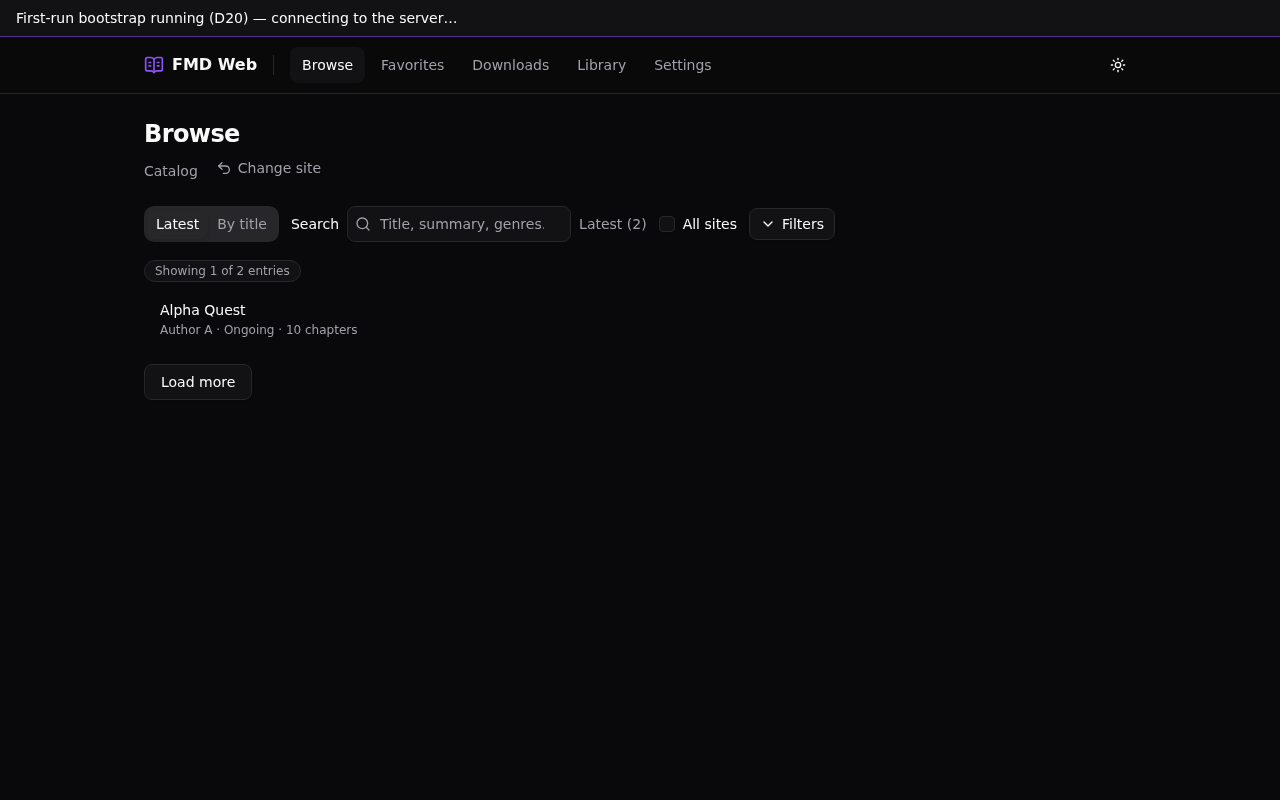 First-run bootstrap running (D20) — connecting to the server…
FMD Web Browse Favorites Downloads Library Settings
Browse
Catalog Change site
Latest By title Search Title, summary, genres. Latest (2) All sites Filters
Showing 1 of 2 entries
Alpha Quest
Author A · Ongoing · 10 chapters
Load more